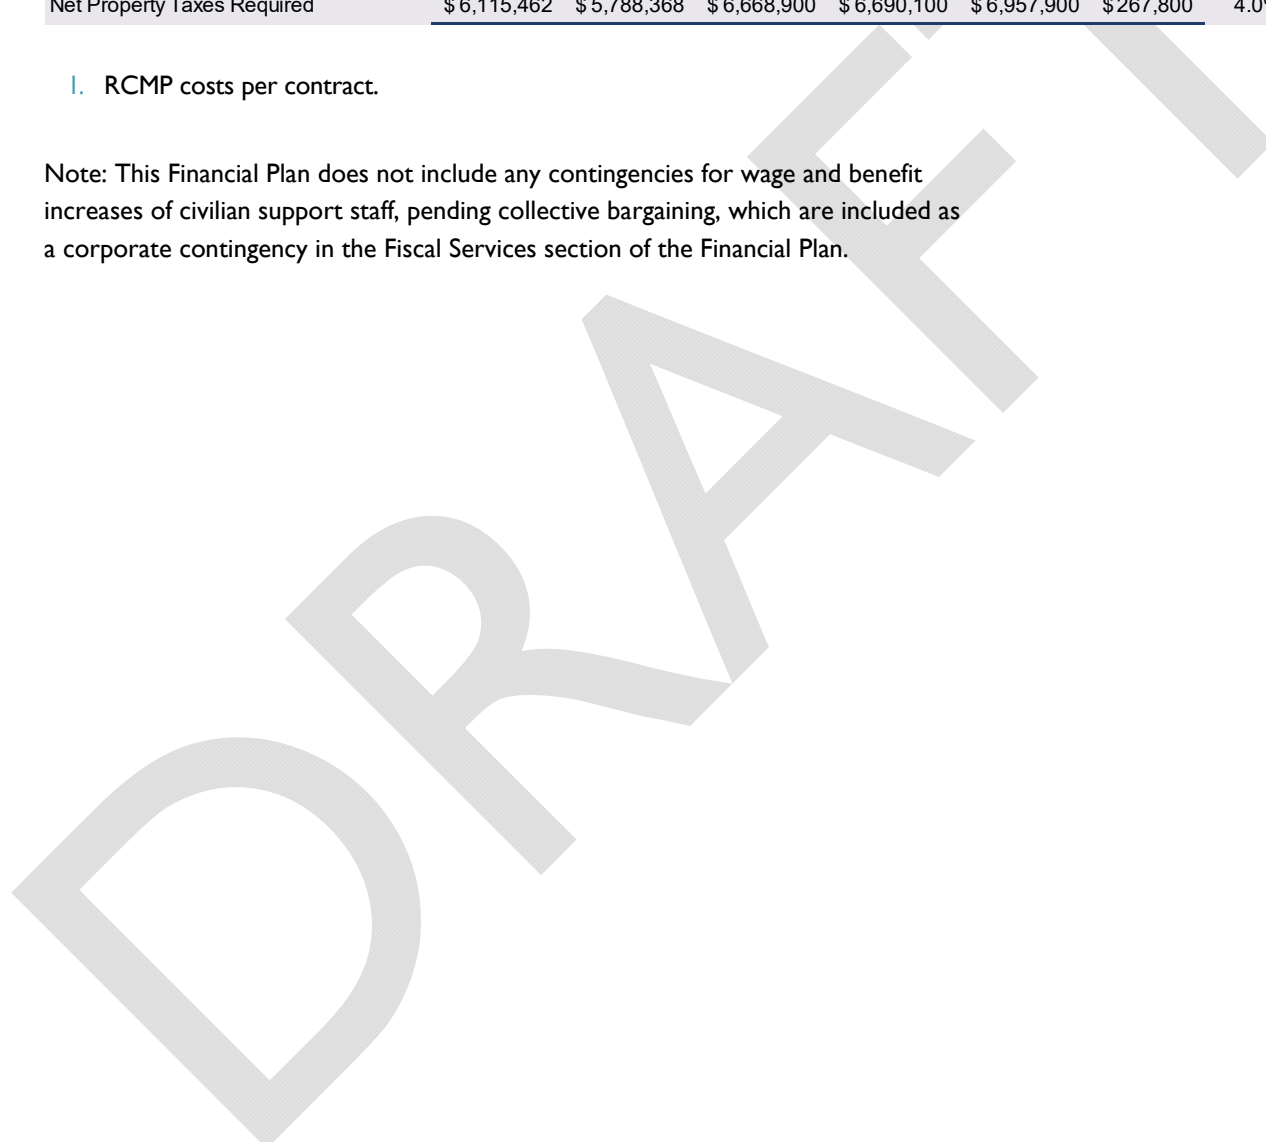 Net Property Taxes Required $ 6,115,462 $ 5,788,368 $ 6,668,900 $ 6,690,100 $ 6,957,900 $ 267,800 4.0%
1. RCMP costs per contract.
Note: This Financial Plan does not include any contingencies for wage and benefit
increases of civilian support staff, pending collective bargaining, which are included as
a corporate contingency in the Fiscal Services section of the Financial Plan.
DRAFT